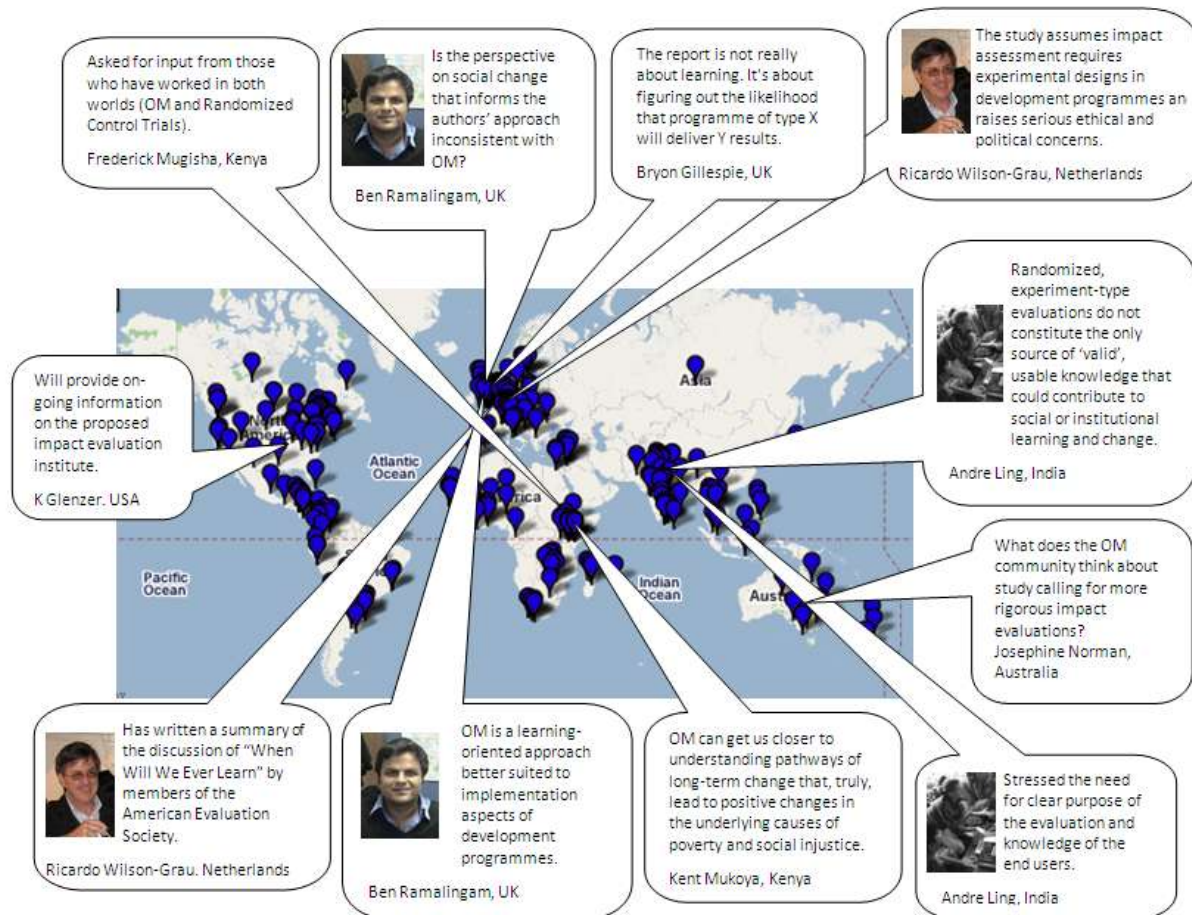 Asked for input from those
who have worked in both
worlds (OM and Randomized
Control Trials).
Frederick Mugisha, Kenya
Is the perspective
on social change
that informs the
authors’ approach
inconsistent with
OM?
Ben Ramalingam, UK
The report is not really
about learning. It's about
figuring out the likelihood
that programme of type X
will deliver Y results.
Bryon Gillespie, UK
The study assumes impact
assessment requires
experimental designs in
development programmes an
raises serious ethical and
political concerns.
Ricardo Wilson-Grau, Netherlands
Randomized,
experiment-type
evaluations do not
constitute the only
source of ‘valid’,
usable knowledge that
could contribute to
social or institutional
learning and change.
Andre Ling, India
Will provide on-
going information
on the proposed
impact evaluation
institute.
K Glenzer. USA
Asia
Atlantic
Ocean
Pacific
Ocean
Indian
Ocean
What does the OM
community think about
study calling for more
rigorous impact
evaluations?
Josephine Norman,
Australia
Has written a summary
of the discussion of “When
Will We Ever Learn” by
members of the
American Evaluation
Society.
Ricardo Wilson-Grau. Netherlands
OM is a learning-
oriented approach
better suited to
implementation
aspects of
development
programmes.
Ben Ramalingam, UK
OM can get us closer to
understanding pathways of
long-term change that, truly,
lead to positive changes in
the underlying causes of
poverty and social injustice.
Kent Mukoya, Kenya
Stressed the need
for clear purpose of
the evaluation and
knowledge of the
end users.
Andre Ling, India